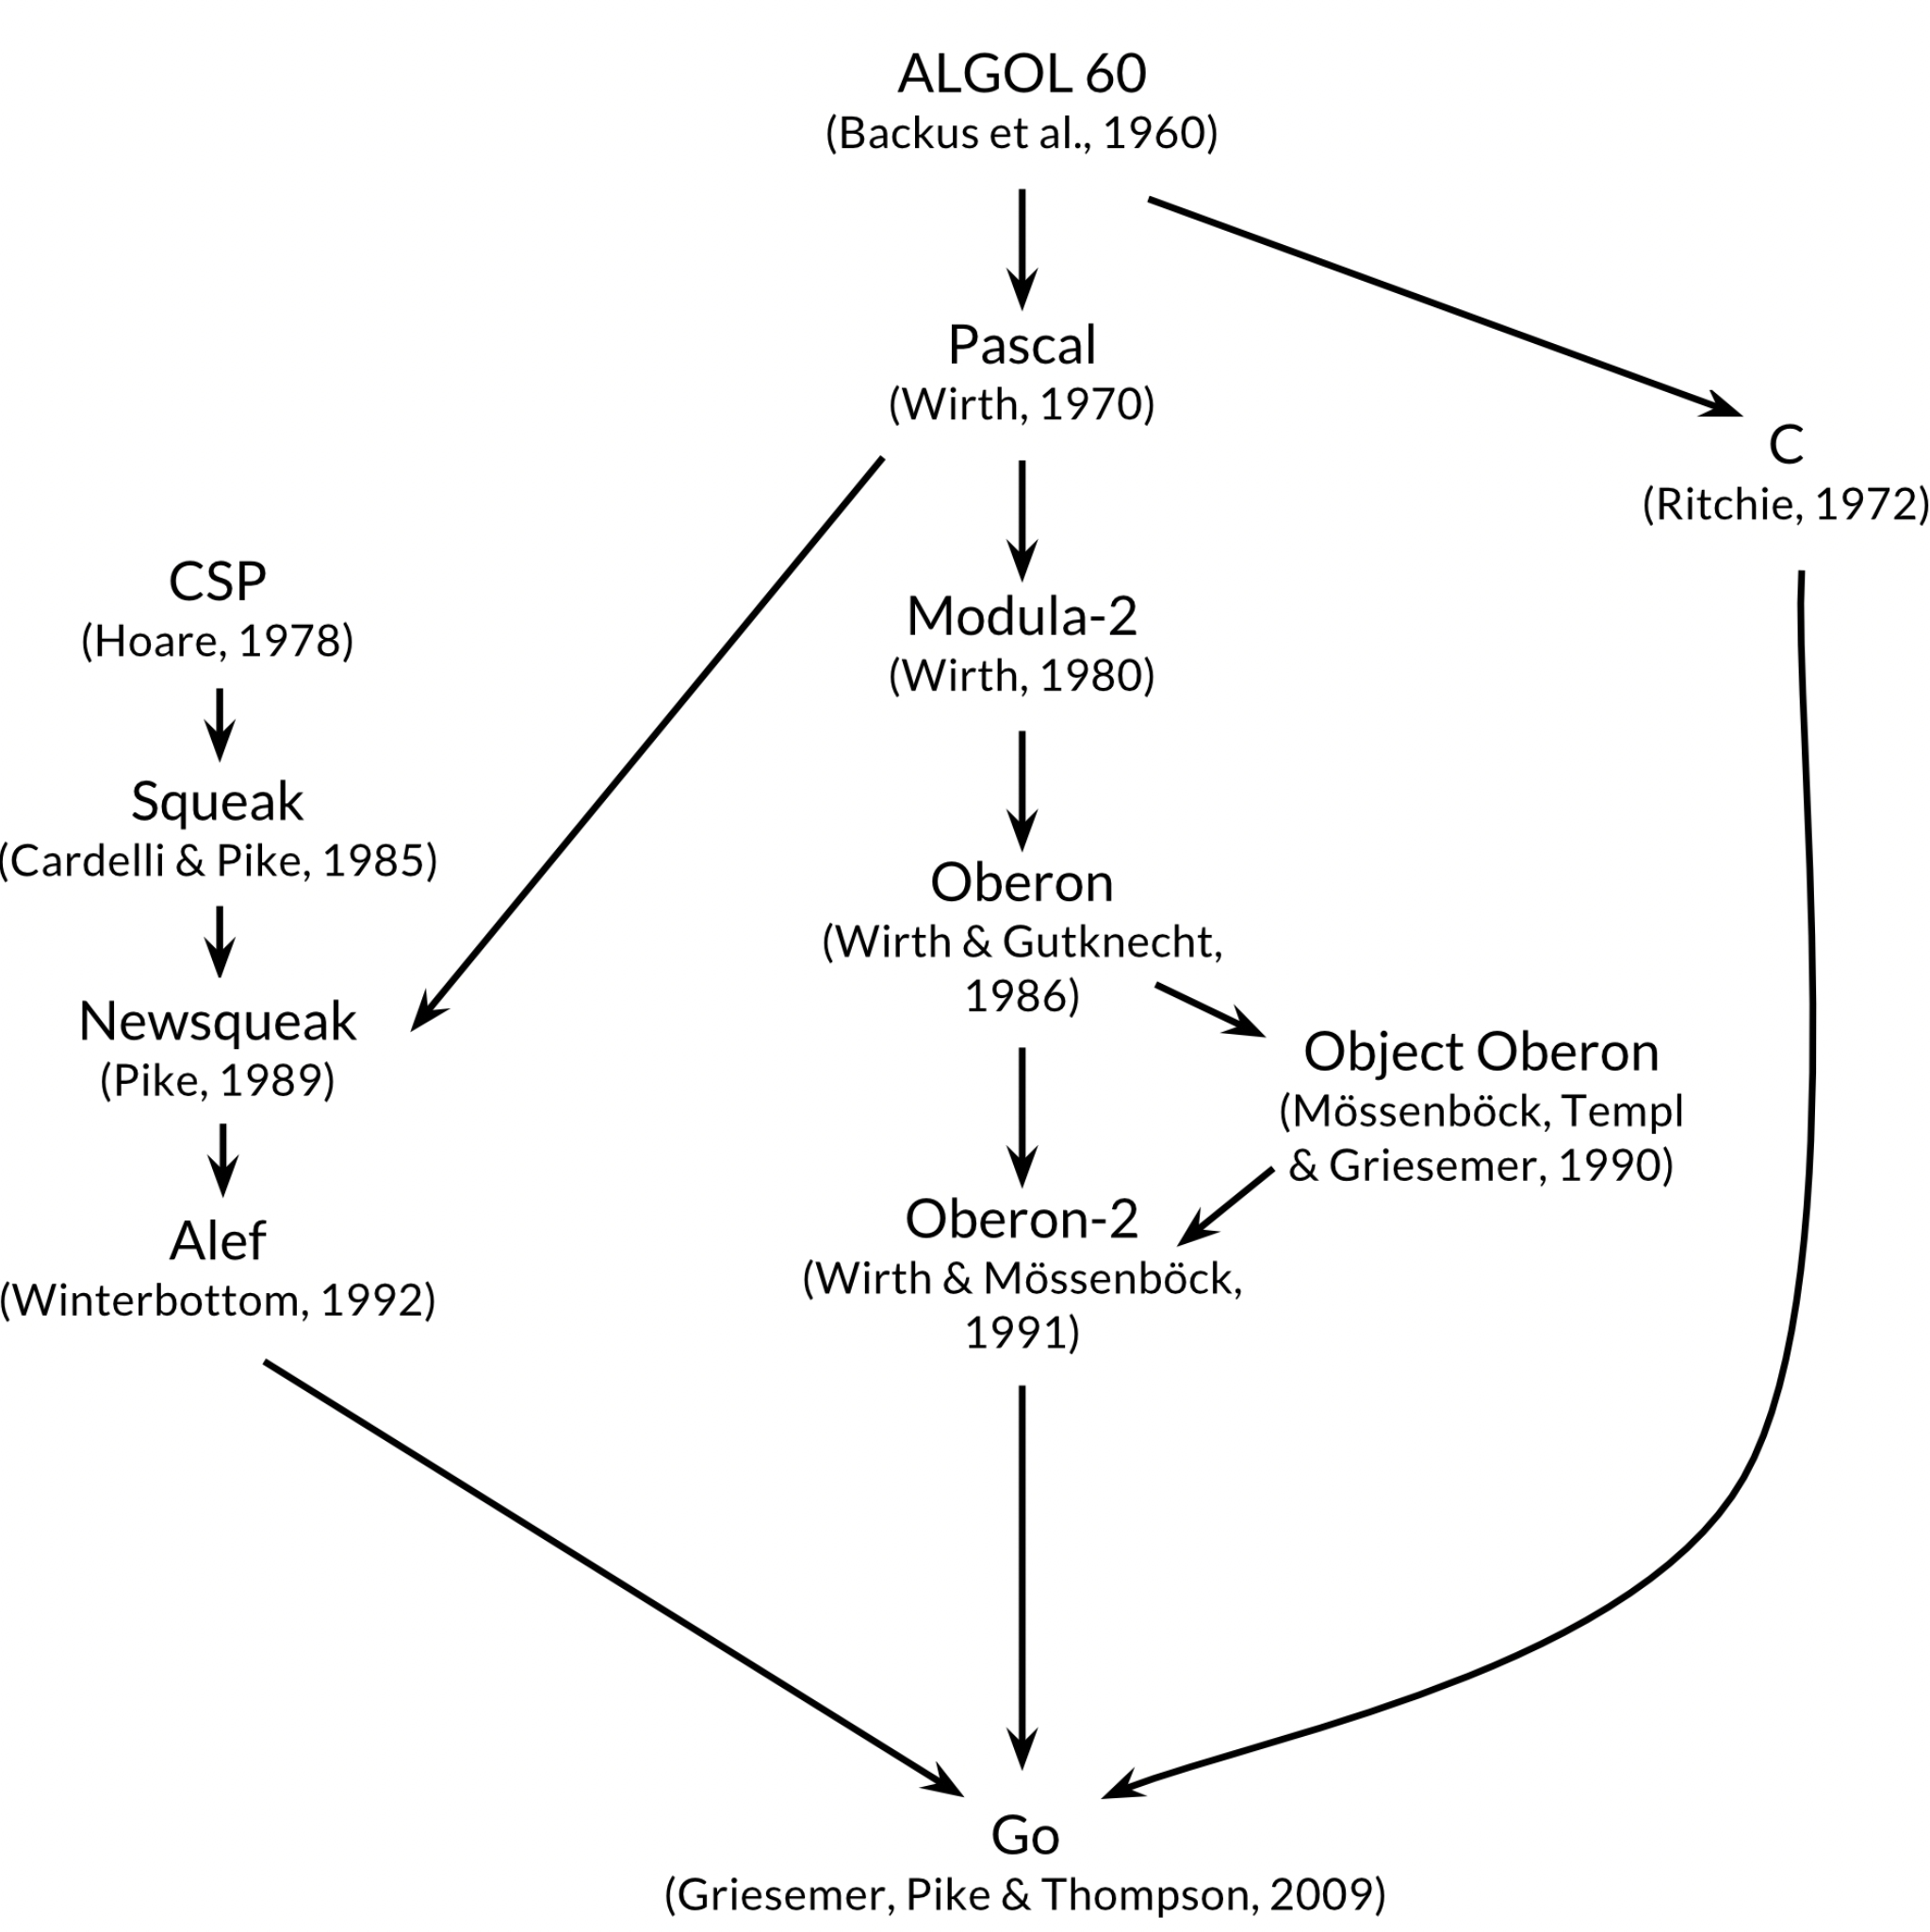 ALGOL 60
(Backus et al., 1960)
Pascal
(Wirth, 1970)
C
(Ritchie, 1972)
CSP
(Hoare, 1978)
Modula-2
(Wirth, 1980)
Squeak
(Cardelli & Pike, 1985)
Oberon
(Wirth & Gutknecht,
1986)
Newsqueak
(Pike, 1989)
Object Oberon
(Mössenböck, Templ
& Griesemer, 1990)
Alef
(Winterbottom, 1992)
Oberon-2
(Wirth & Mössenböck,
1991)
Go
(Griesemer, Pike & Thompson, 2009)